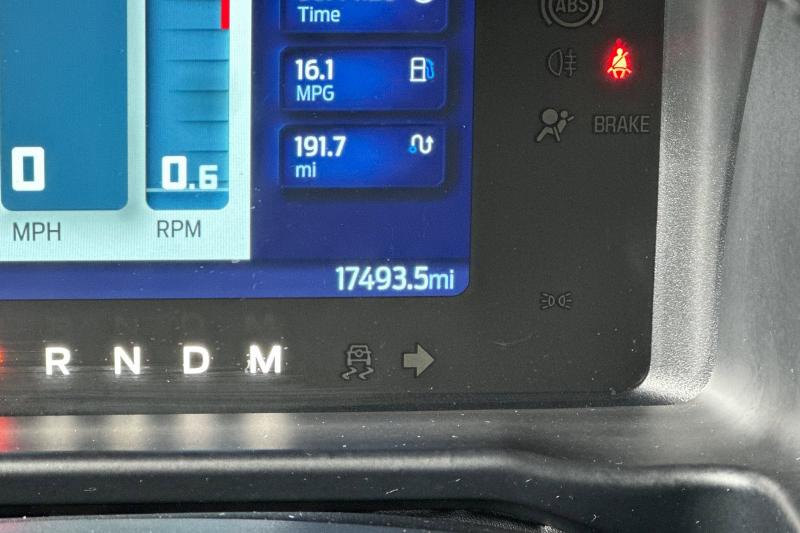 Time
ABS
16.1
MPG
BRAKE
191.7
mi
0
0.6
MPH
RPM
17493.5mi
R N D M